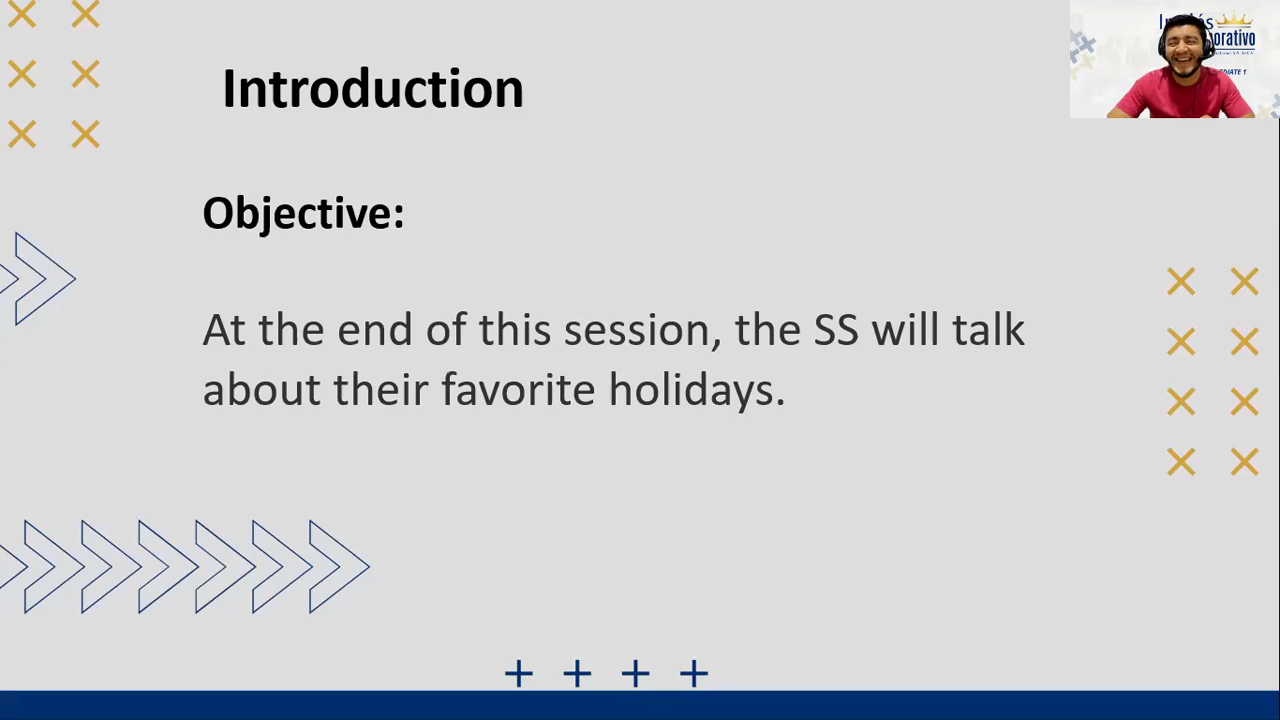 Introduction
Objective:
At the end of this session, the SS will talk
about their favorite holidays.